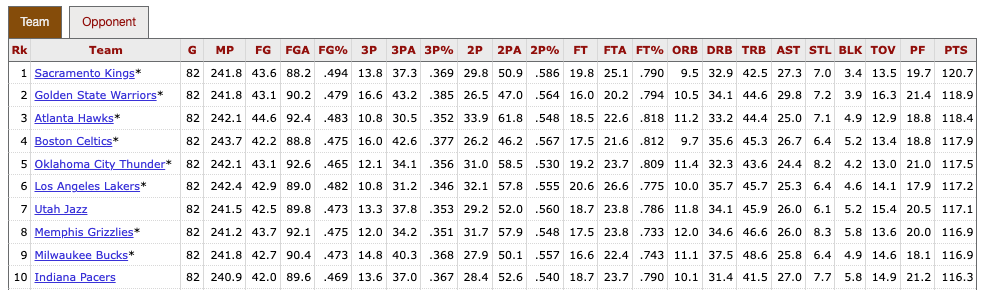 Team Opponent
Rk Team G MP FG FGA FG% 3P 3PA 3P% 2P 2PA 2P% FT FTA FT% ORB DRB TRB AST STL BLK TOV PF PTS
1 Sacramento Kings* 82 241.8 43.6 88.2 .494 13.8 37.3 .369 29.8 50.9 .586 19.8 25.1 .790 9.5 32.9 42.5 27.3 7.0 3.4 13.5 19.7 120.7
2 Golden State Warriors* 82 241.8 43.1 90.2 .479 16.6 43.2 .385 26.5 47.0 .564 16.0 20.2 .794 10.5 34.1 44.6 29.8 7.2 3.9 16.3 21.4 118.9
3 Atlanta Hawks* 82 242.1 44.6 92.4 .483 10.8 30.5 .352 33.9 61.8 .548 18.5 22.6 .818 11.2 33.2 44.4 25.0 7.1 4.9 12.9 18.8 118.4
4 Boston Celtics* 82 243.7 42.2 88.8 .475 16.0 42.6 .377 26.2 46.2 .567 17.5 21.6 .812 9.7 35.6 45.3 26.7 6.4 5.2 13.4 18.8 117.9
5 Oklahoma City Thunder* 82 242.1 43.1 92.6 .465 12.1 34.1 .356 31.0 58.5 .530 19.2 23.7 .809 11.4 32.3 43.6 24.4 8.2 4.2 13.0 21.0 117.5
6 Los Angeles Lakers* 82 242.4 42.9 89.0 .482 10.8 31.2 .346 32.1 57.8 .555 20.6 26.6 .775 10.0 35.7 45.7 25.3 6.4 4.6 14.1 17.9 117.2
7 Utah Jazz 82 241.5 42.5 89.8 .473 13.3 37.8 .353 29.2 52.0 .560 18.7 23.8 .786 11.8 34.1 45.9 26.0 6.1 5.2 15.4 20.5 117.1
8 Memphis Grizzlies* 82 241.2 43.7 92.1 .475 12.0 34.2 .351 31.7 57.9 .548 17.5 23.8 .733 12.0 34.6 46.6 26.0 8.3 5.8 13.6 20.0 116.9
9 Milwaukee Bucks* 82 241.8 42.7 90.4 .473 14.8 40.3 .368 27.9 50.1 .557 16.6 22.4 .743 11.1 37.5 48.6 25.8 6.4 4.9 14.6 18.1 116.9
10 Indiana Pacers 82 240.9 42.0 89.6 .469 13.6 37.0 .367 28.4 52.6 .540 18.7 23.7 .790 10.1 31.4 41.5 27.0 7.7 5.8 14.9 21.2 116.3